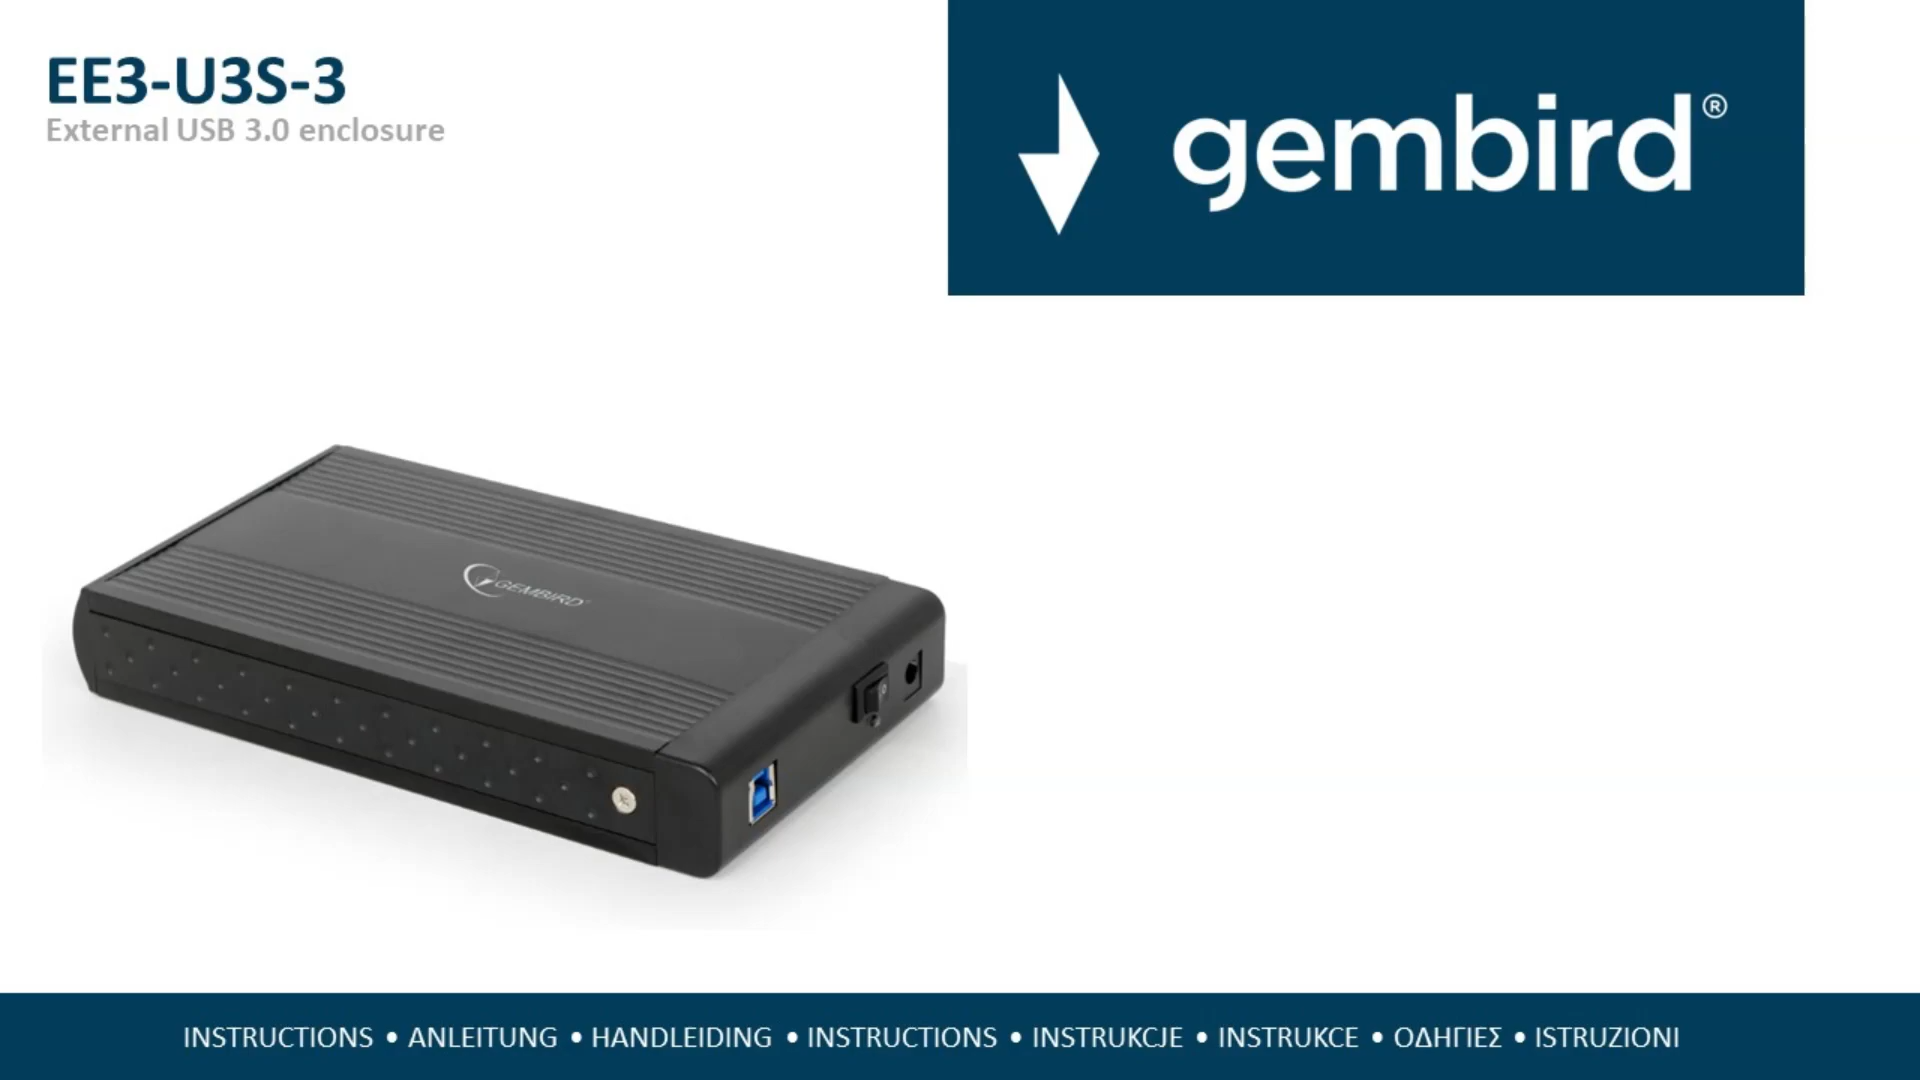 EE3-U3S-3
External USB 3.0 enclosure
gembird®
GEMBIRD
INSTRUCTIONS • ANLEITUNG • HANDLEIDING • INSTRUCTIONS • INSTRUKCJE • INSTRUKCE • ΟΔΗΓΙΕΣ • ISTRUZIONI